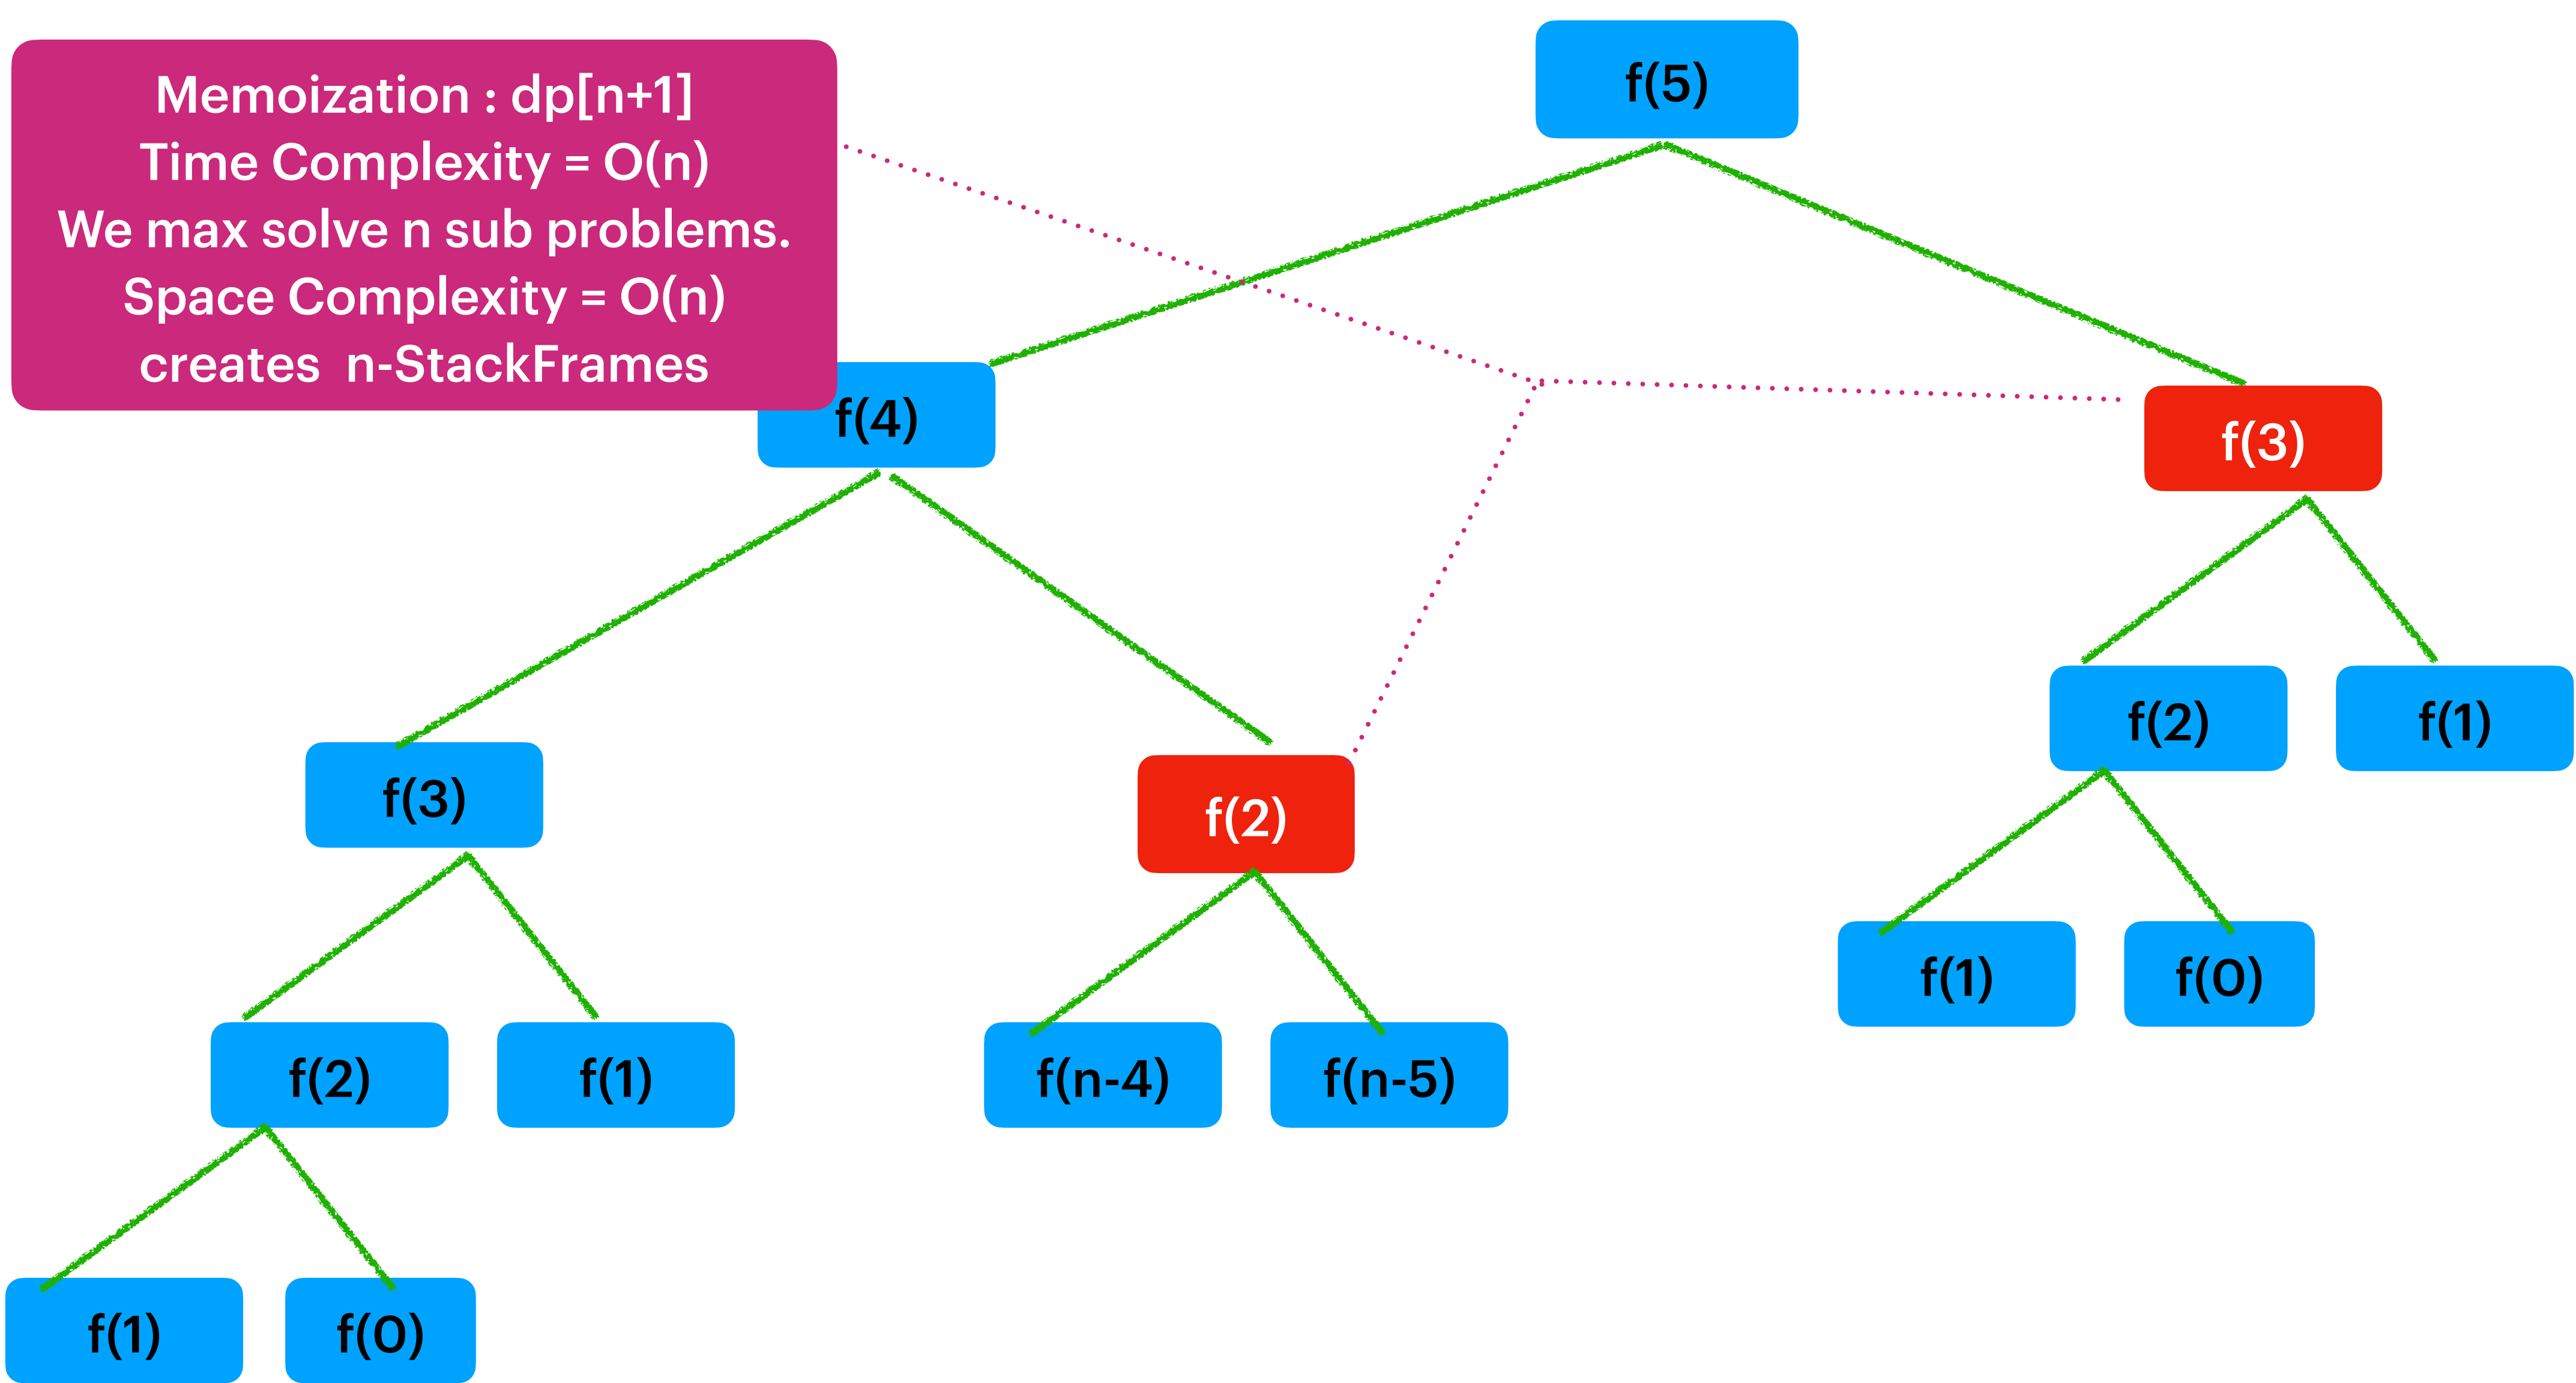 Memoization : dp[n+1]
Time Complexity = O(n)
We max solve n sub problems.
Space Complexity = O(n)
creates n-StackFrames
f(5)
f(4)
f(3)
f(3)
f(2)
f(2)
f(1)
f(2)
f(1)
f(n-4)
f(n-5)
f(1)
f(0)
f(1)
f(0)